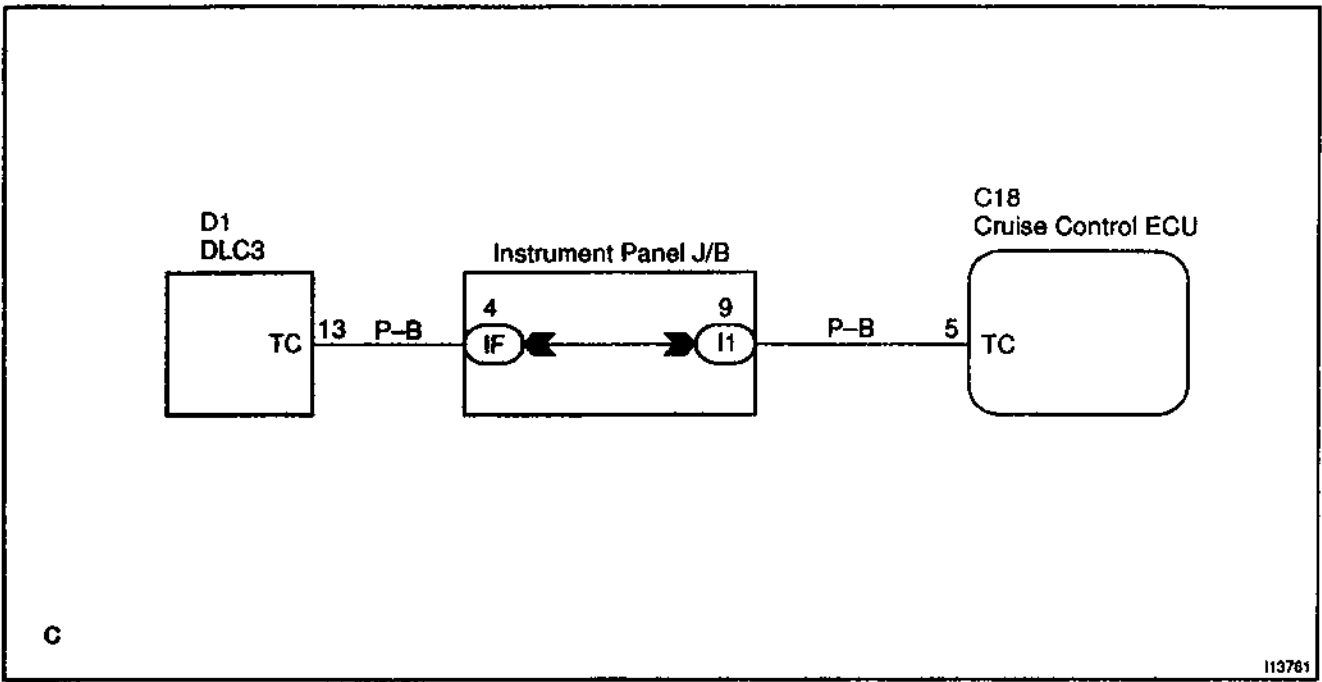 C18
Cruise Control ECU
D1
DLC3
Instrument Panel J/B
4
9
13
P–B
P–B
5
TC
IF
I1
TC
C
I13761